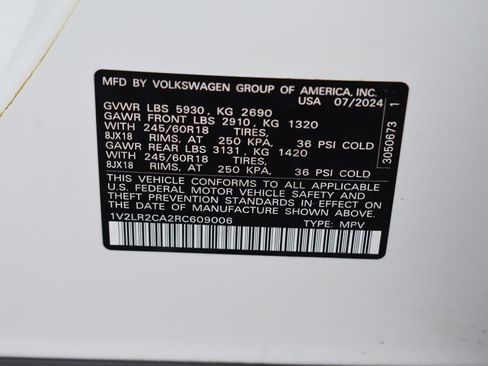 MFD BY VOLKSWAGEN GROUP OF AMERICA, INC.
USA 07/2024
GVWR LBS 5930, KG 2690
GAWR FRONT LBS 2910, KG 1320
WITH 245/60R18 TIRES,
8JX18 RIMS, AT 250 KPA, 36 PSI COLD
GAWR REAR LBS 3131, KG 1420
WITH 245/60R18 TIRES,
8JX18 RIMS, AT 250 KPA, 36 PSI COLD
THIS VEHICLE CONFORMS TO ALL APPLICABLE
U.S. FEDERAL MOTOR VEHICLE SAFETY AND
THEFT PREVENTION STANDARDS IN EFFECT ON
THE DATE OF MANUFACTURE SHOWN ABOVE.
1V2LR2CA2RC609006
TYPE: MPV
3050673 1